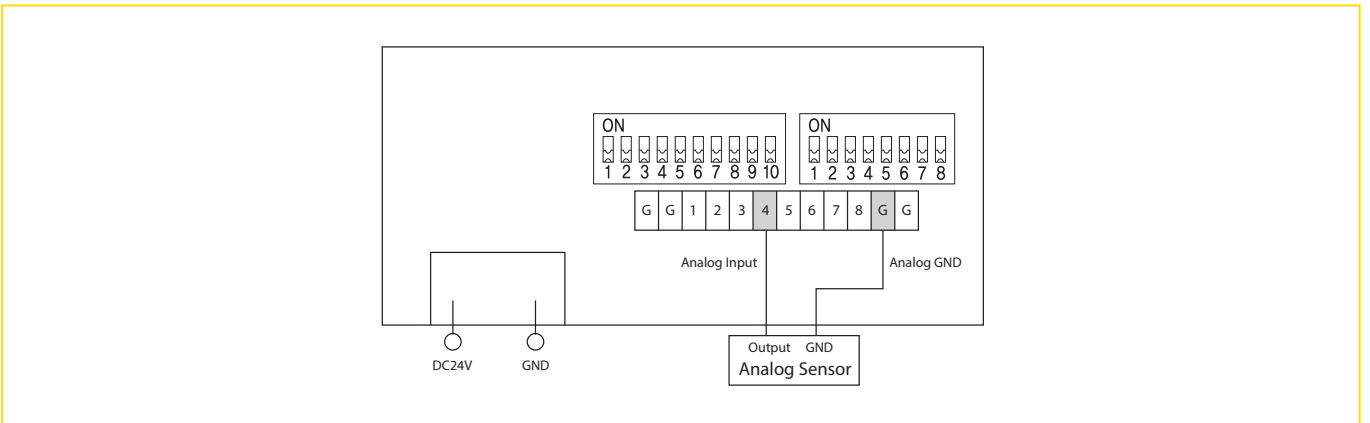 ON
1 2 3 4 5 6 7 8 9 10
ON
1 2 3 4 5 6 7 8
G G 1 2 3 4 5 6 7 8 G G
Analog Input
Analog GND
Output GND
Analog Sensor
DC24V
GND